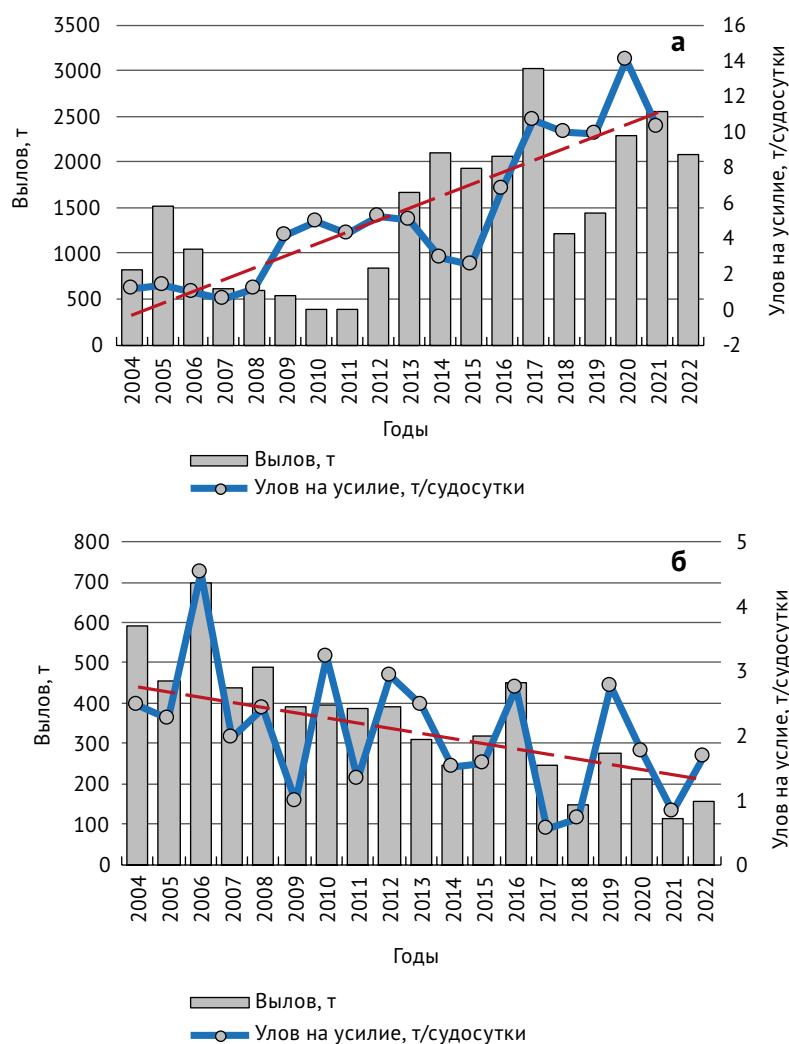 а
Вылов, т
3500
3000
2500
2000
1500
1000
500
0
16
14
12
10
8
6
4
2
0
-2
Улов на усилие, т/судосутки
2004 2005 2006 2007 2008 2009 2010 2011 2012 2013 2014 2015 2016 2017 2018 2019 2020 2021 2022
Годы
Вылов, т
Улов на усилие, т/судосутки
б
Вылов, т
800
700
600
500
400
300
200
100
0
5
4
3
2
1
0
Улов на услие, т/судосутки
2004 2005 2006 2007 2008 2009 2010 2011 2012 2013 2014 2015 2016 2017 2018 2019 2020 2021 2022
Годы
Вылов, т
Улов на усилие, т/судосутки